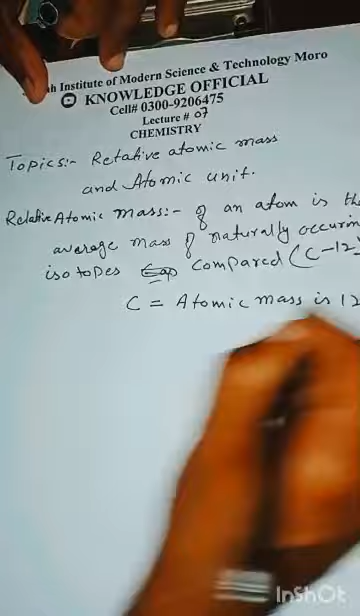 ah Institute of Modern Science & Technology Moro
KNOWLEDGE OFFICIAL
Cell# 0300-9206475
Lecture # 07
CHEMISTRY
Topics:- Retative atomic mass
and Atomic unit.
Relative Atomic mass:- of an atom is the
average mass of naturally occurin
isotopes compared (C-12)
C = Atomic mass is 12
InShOt